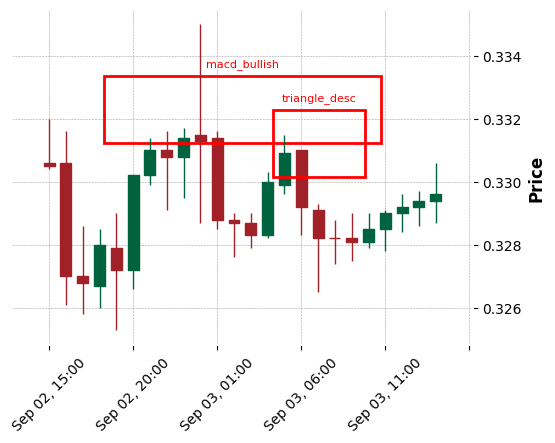 macd_bullish
0.334
triangle_desc
0.332
0.330
0.328
0.326
Price
Sep 02, 15:00
Sep 02, 20:00
Sep 03, 01:00
Sep 03, 06:00
Sep 03, 11:00